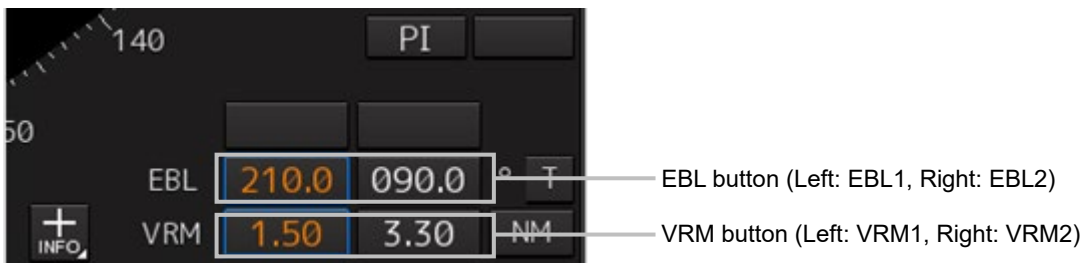 140 PI
50
EBL 210.0 090.0 ° T EBL button (Left: EBL1, Right: EBL2)
+
INFO VRM 1.50 3.30 NM VRM button (Left: VRM1, Right: VRM2)